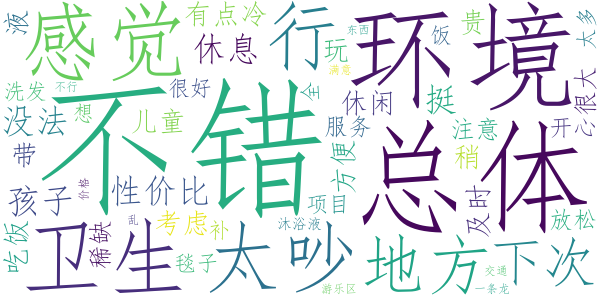 液 感觉 有点冷 行 玩 东西 饭 贵 太多
休息 环境
洗发 不行 很好 满意 全 很大
没法 不错 休闲 挺 开心
带 想 儿童 服务 注意
孩子 性价比 价格 方便 总体 稍
稀缺 乱 考虑 补 沐浴液 项目 及时 放松
吃饭 卫生 毯子 太吵 地方 下次
游乐区 交通 一条龙